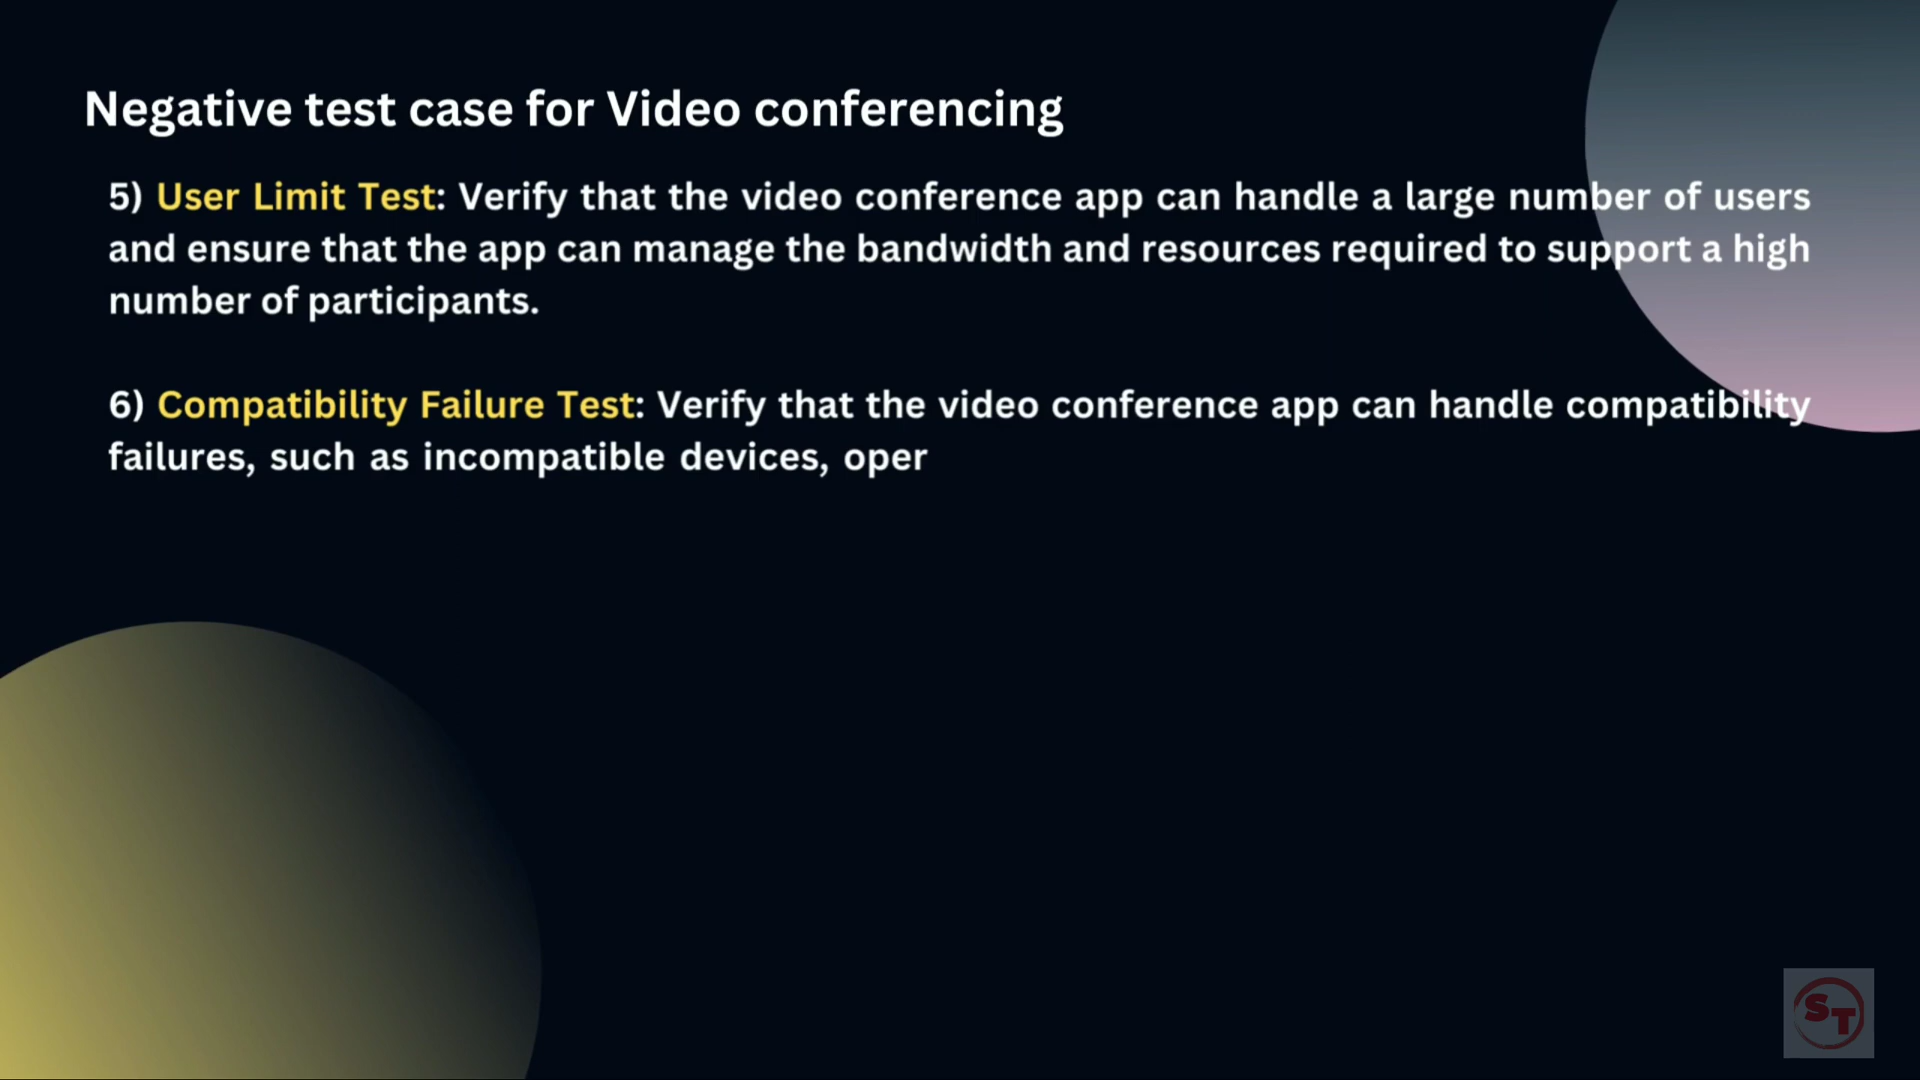 Negative test case for Video conferencing
5) User Limit Test: Verify that the video conference app can handle a large number of users
and ensure that the app can manage the bandwidth and resources required to support a high
number of participants.
6) Compatibility Failure Test: Verify that the video conference app can handle compatibility
failures, such as incompatible devices, oper
ST